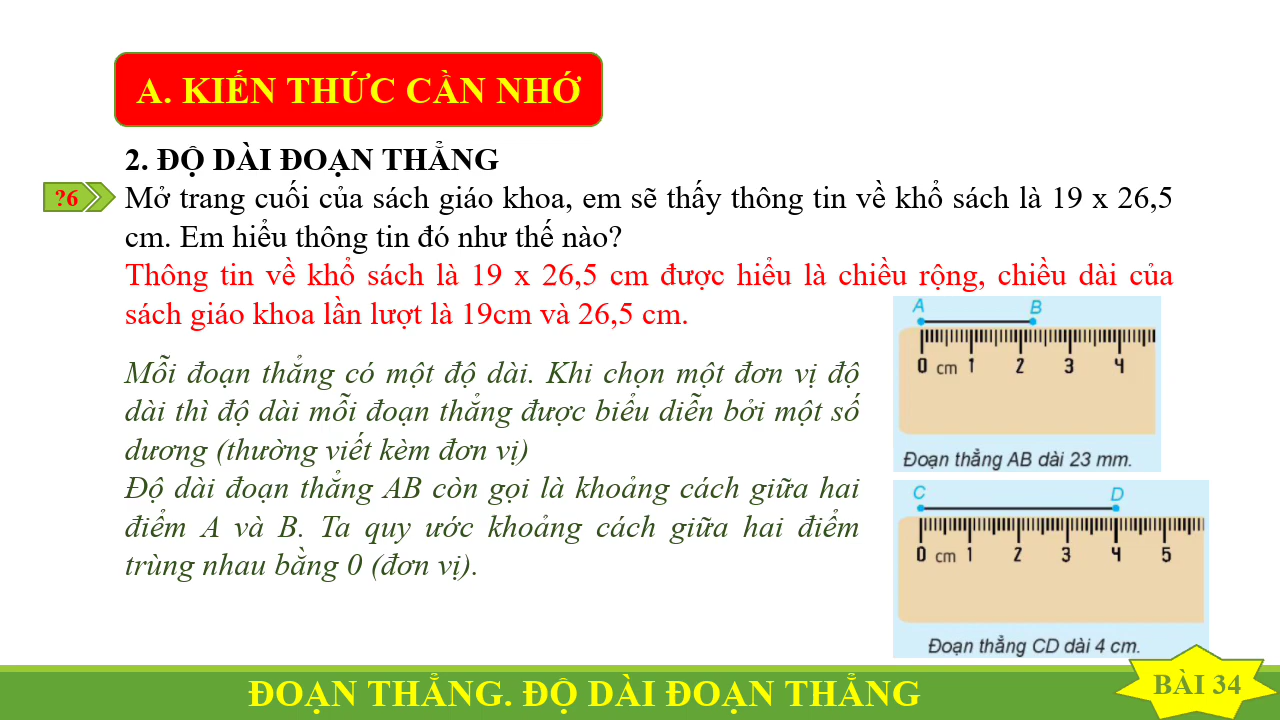 A. KIẾN THỨC CẦN NHỚ
2. ĐỘ DÀI ĐOẠN THẲNG
?6
Mở trang cuối của sách giáo khoa, em sẽ thấy thông tin về khổ sách là 19 x 26,5
cm. Em hiểu thông tin đó như thế nào?
Thông tin về khổ sách là 19 x 26,5 cm được hiểu là chiều rộng, chiều dài của
sách giáo khoa lần lượt là 19cm và 26,5 cm.
Mỗi đoạn thẳng có một độ dài. Khi chọn một đơn vị độ
dài thì độ dài mỗi đoạn thẳng được biểu diễn bởi một số
dương (thường viết kèm đơn vị)
Độ dài đoạn thẳng AB còn gọi là khoảng cách giữa hai
điểm A và B. Ta quy ước khoảng cách giữa hai điểm
trùng nhau bằng 0 (đơn vị).
A B
0 cm 1 2 3 4
Đoạn thẳng AB dài 23 mm.
C D
0 cm 1 2 3 4 5
Đoạn thẳng CD dài 4 cm.
ĐOẠN THẲNG. ĐỘ DÀI ĐOẠN THẲNG
BÀI 34